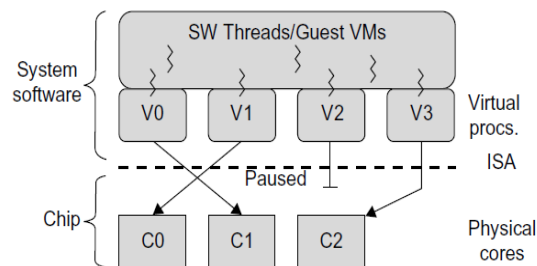 SW Threads/Guest VMs
System
software
V0 V1 V2 V3
Virtual
procs.
ISA
Paused
Chip
C0 C1 C2
Physical
cores